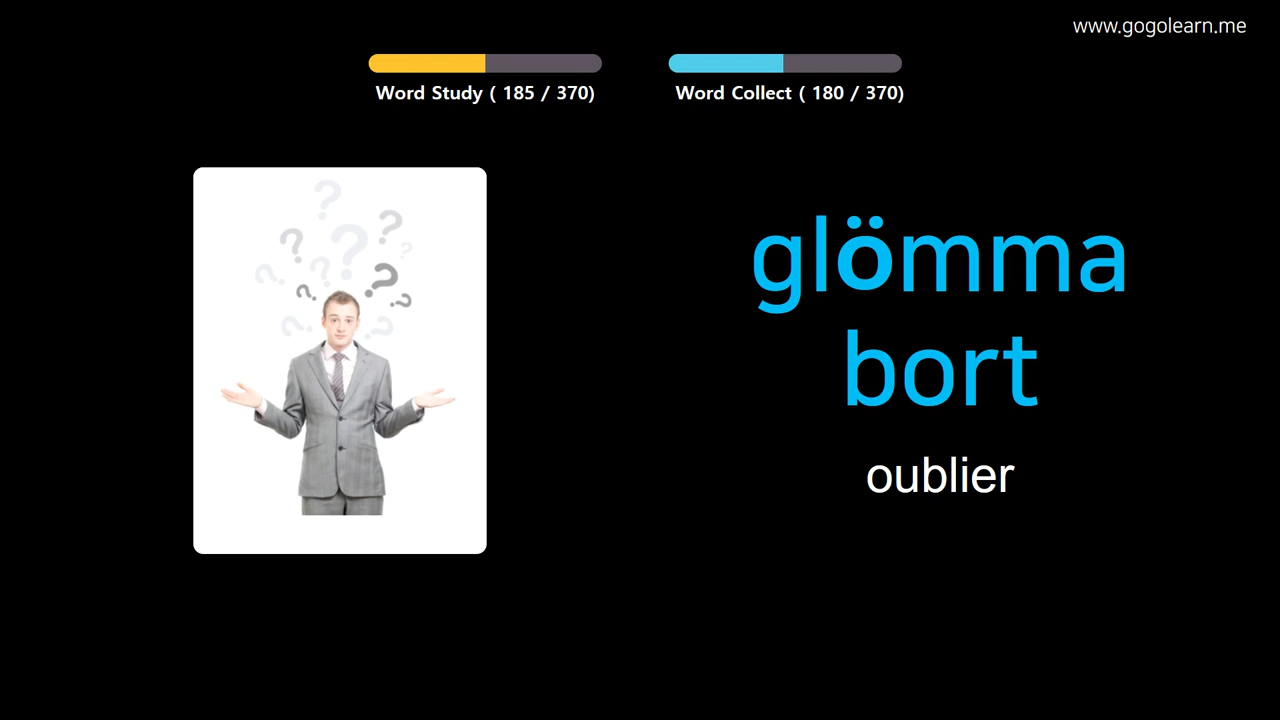 www.gogolearn.me
Word Study ( 185 / 370)
Word Collect ( 180 / 370)
? ? ? ? ? ? ? ? ? ? ? ?
glömma
bort
oublier